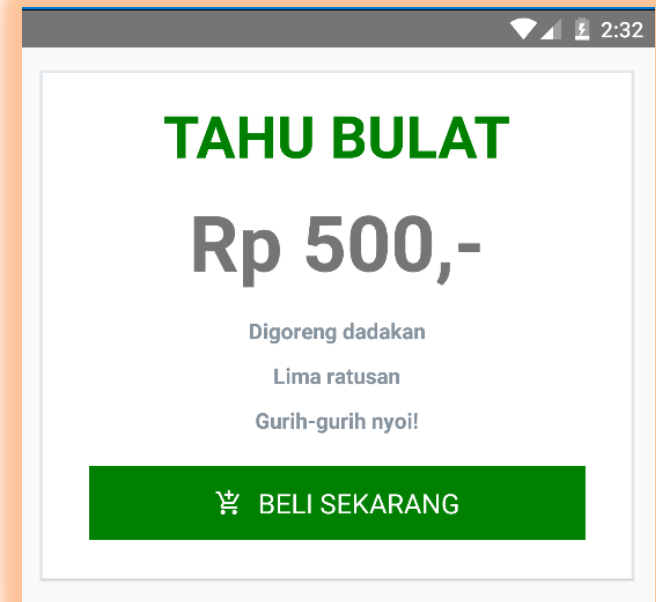 2:32
TAHU BULAT
Rp 500,-
Digoreng dadakan
Lima ratusan
Gurih-gurih nyoi!
BELI SEKARANG